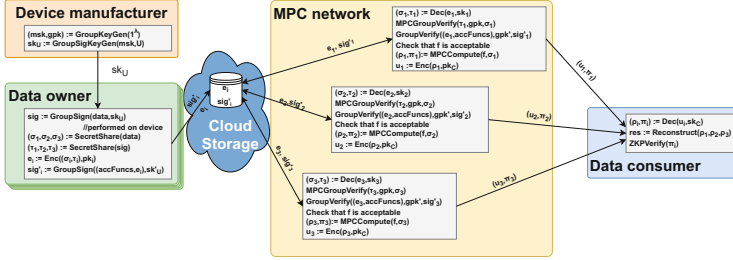 Device manufacturer
(msk,gpk) := GroupKeyGen(1^λ)
sk_U := GroupSigKeyGen(msk,U)
sk_U
Data owner
sig := GroupSign(data,sk_U)
//performed on device
(σ₁,σ₂,σ₃) := SecretShare(data)
(τ₁,τ₂,τ₃) := SecretShare(sig)
e_i := Enc((σ_i,τ_i),pk_i)
sig'_i := GroupSign((accFuncs,e_i),sk'_U)
sig'_i
e_i
e_i
sig'_i
Cloud
Storage
MPC network
e₁, sig'₁
(σ₁,τ₁) := Dec(e₁,sk₁)
MPCGroupVerify(τ₁,gpk,σ₁)
GroupVerify((e₁,accFuncs),gpk',sig'₁)
Check that f is acceptable
(ρ₁,π₁):= MPCCompute(f,σ₁)
u₁ := Enc(ρ₁,pk_C)
(u₁,π₁)
e₂,sig'₂
(σ₂,τ₂) := Dec(e₂,sk₂)
MPCGroupVerify(τ₂,gpk,σ₂)
GroupVerify((e₂,accFuncs),gpk',sig'₂)
Check that f is acceptable
(ρ₂,π₂):= MPCCompute(f,σ₂)
u₂ := Enc(ρ₂,pk_C)
(u₂,π₂)
e₃, sig'₃
(σ₃,τ₃) := Dec(e₃,sk₃)
MPCGroupVerify(τ₃,gpk,σ₃)
GroupVerify((e₃,accFuncs),gpk',sig'₃)
Check that f is acceptable
(ρ₃,π₃):= MPCCompute(f,σ₃)
u₃ := Enc(ρ₃,pk_C)
(u₃,π₃)
(ρ_i,π_i) := Dec(u_i,sk_C)
res := Reconstruct(ρ₁,ρ₂,ρ₃)
ZKPVerify(π_i)
Data consumer